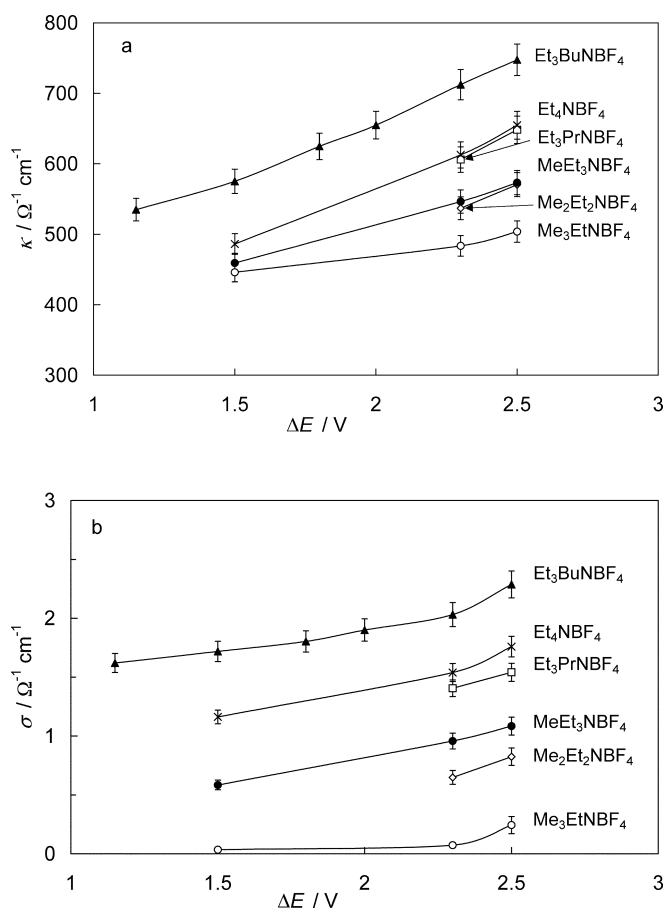 800
a
Et₃BuNBF₄
700
Et₄NBF₄
Et₃PrNBF₄
600
MeEt₃NBF₄
κ / Ω⁻¹ cm
Me₂Et₂NBF₄
500
Me₃EtNBF₄
400
300
1 1.5 2 2.5 3
ΔE / V
3
b
Et₃BuNBF₄
2
Et₄NBF₄
Et₃PrNBF₄
σ / Ω⁻¹ cm
MeEt₃NBF₄
1
Me₂Et₂NBF₄
Me₃EtNBF₄
0
1 1.5 2 2.5 3
ΔE / V